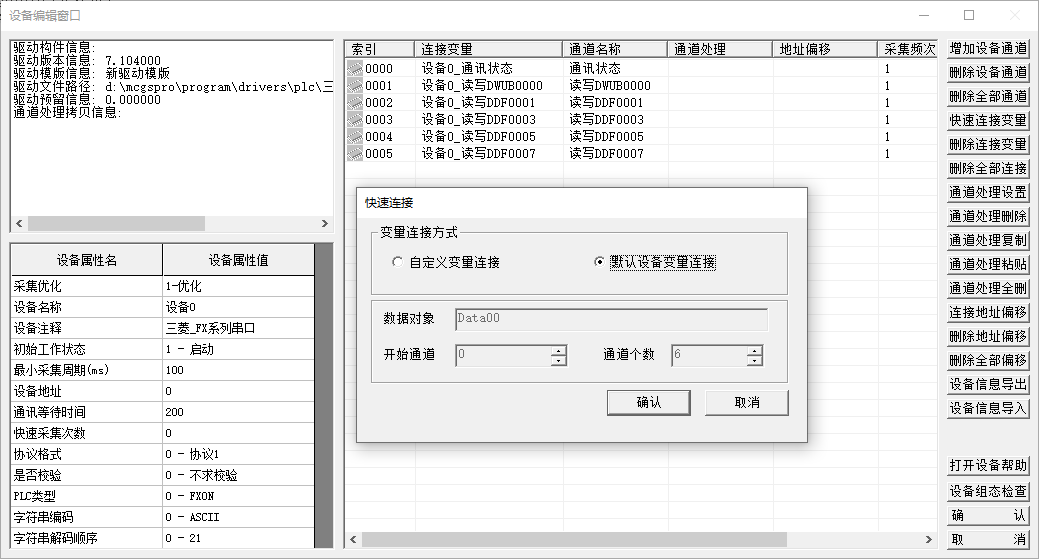 设备编辑窗口
驱动构件信息:
驱动版本信息: 7.104000
驱动模版信息: 新驱动模版
驱动文件路径: d:\mcgspro\program\drivers\plc\三
驱动预留信息: 0.000000
通道处理拷贝信息:
设备属性名 设备属性值
采集优化 1-优化
设备名称 设备0
设备注释 三菱_FX系列串口
初始工作状态 1 - 启动
最小采集周期(ms) 100
设备地址 0
通讯等待时间 200
快速采集次数 0
协议格式 0 - 协议1
是否校验 0 - 不求校验
PLC类型 0 - FXON
字符串编码 0 - ASCII
字符串解码顺序 0 - 21
索引 连接变量 通道名称 通道处理 地址偏移 采集频次
0000 设备0_通讯状态 通讯状态 1
0001 设备0_读写DWUB0000 读写DWUB0000 1
0002 设备0_读写DDF0001 读写DDF0001 1
0003 设备0_读写DDF0003 读写DDF0003 1
0004 设备0_读写DDF0005 读写DDF0005 1
0005 设备0_读写DDF0007 读写DDF0007 1
快速连接
变量连接方式
自定义变量连接 默认设备变量连接
数据对象 Data00
开始通道 0 通道个数 6
确认 取消
增加设备通道
删除设备通道
删除全部通道
快速连接变量
删除连接变量
删除全部连接
通道处理设置
通道处理删除
通道处理复制
通道处理粘贴
通道处理全删
连接地址偏移
删除地址偏移
删除全部偏移
设备信息导出
设备信息导入
打开设备帮助
设备组态检查
确 认
取 消